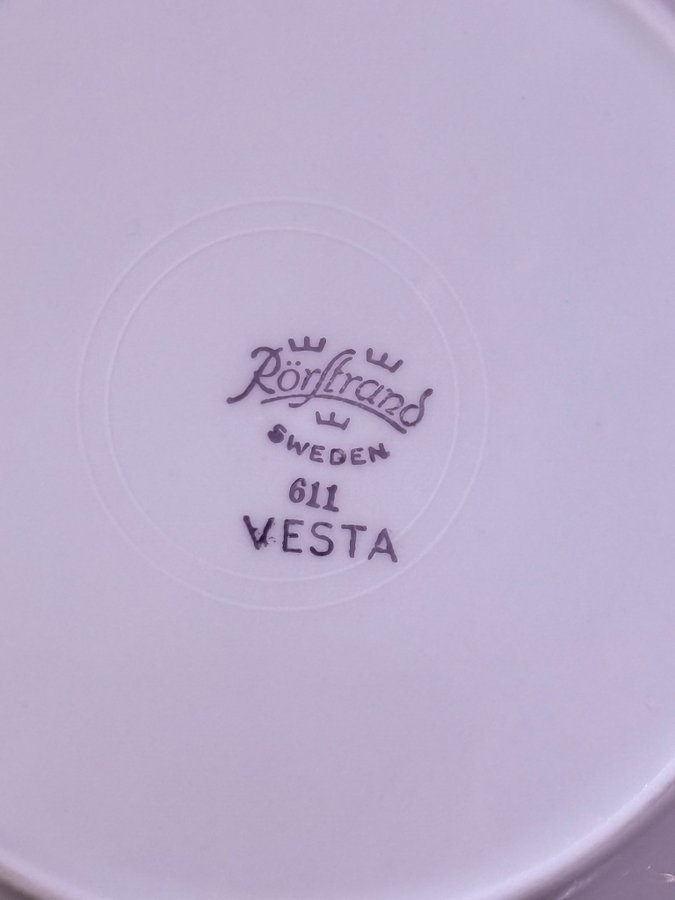 Rörstrand
SWEDEN
611
VESTA